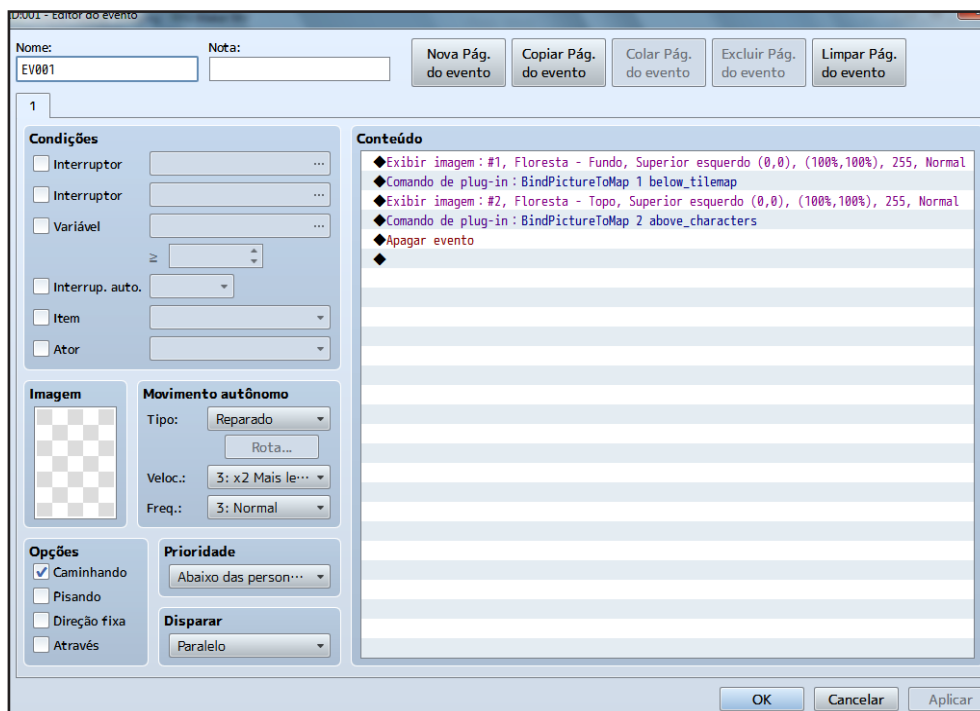 D:001 - Editor do evento
Nome:
Nota:
EV001
Nova Pág. do evento
Copiar Pág. do evento
Colar Pág. do evento
Excluir Pág. do evento
Limpar Pág. do evento
1
Condições
Interruptor ...
Interruptor ...
Variável ...
≥
Interrup. auto.
Item
Ator
Imagem
Movimento autônomo
Tipo: Reparado
Rota...
Veloc.: 3: x2 Mais le...
Freq.: 3: Normal
Opções
Caminhando
Pisando
Direção fixa
Através
Prioridade
Abaixo das person...
Disparar
Paralelo
Conteúdo
◆Exibir imagem : #1, Floresta - Fundo, Superior esquerdo (0,0), (100%,100%), 255, Normal
◆Comando de plug-in : BindPictureToMap 1 below_tilemap
◆Exibir imagem : #2, Floresta - Topo, Superior esquerdo (0,0), (100%,100%), 255, Normal
◆Comando de plug-in : BindPictureToMap 2 above_characters
◆Apagar evento
◆
OK
Cancelar
Aplicar